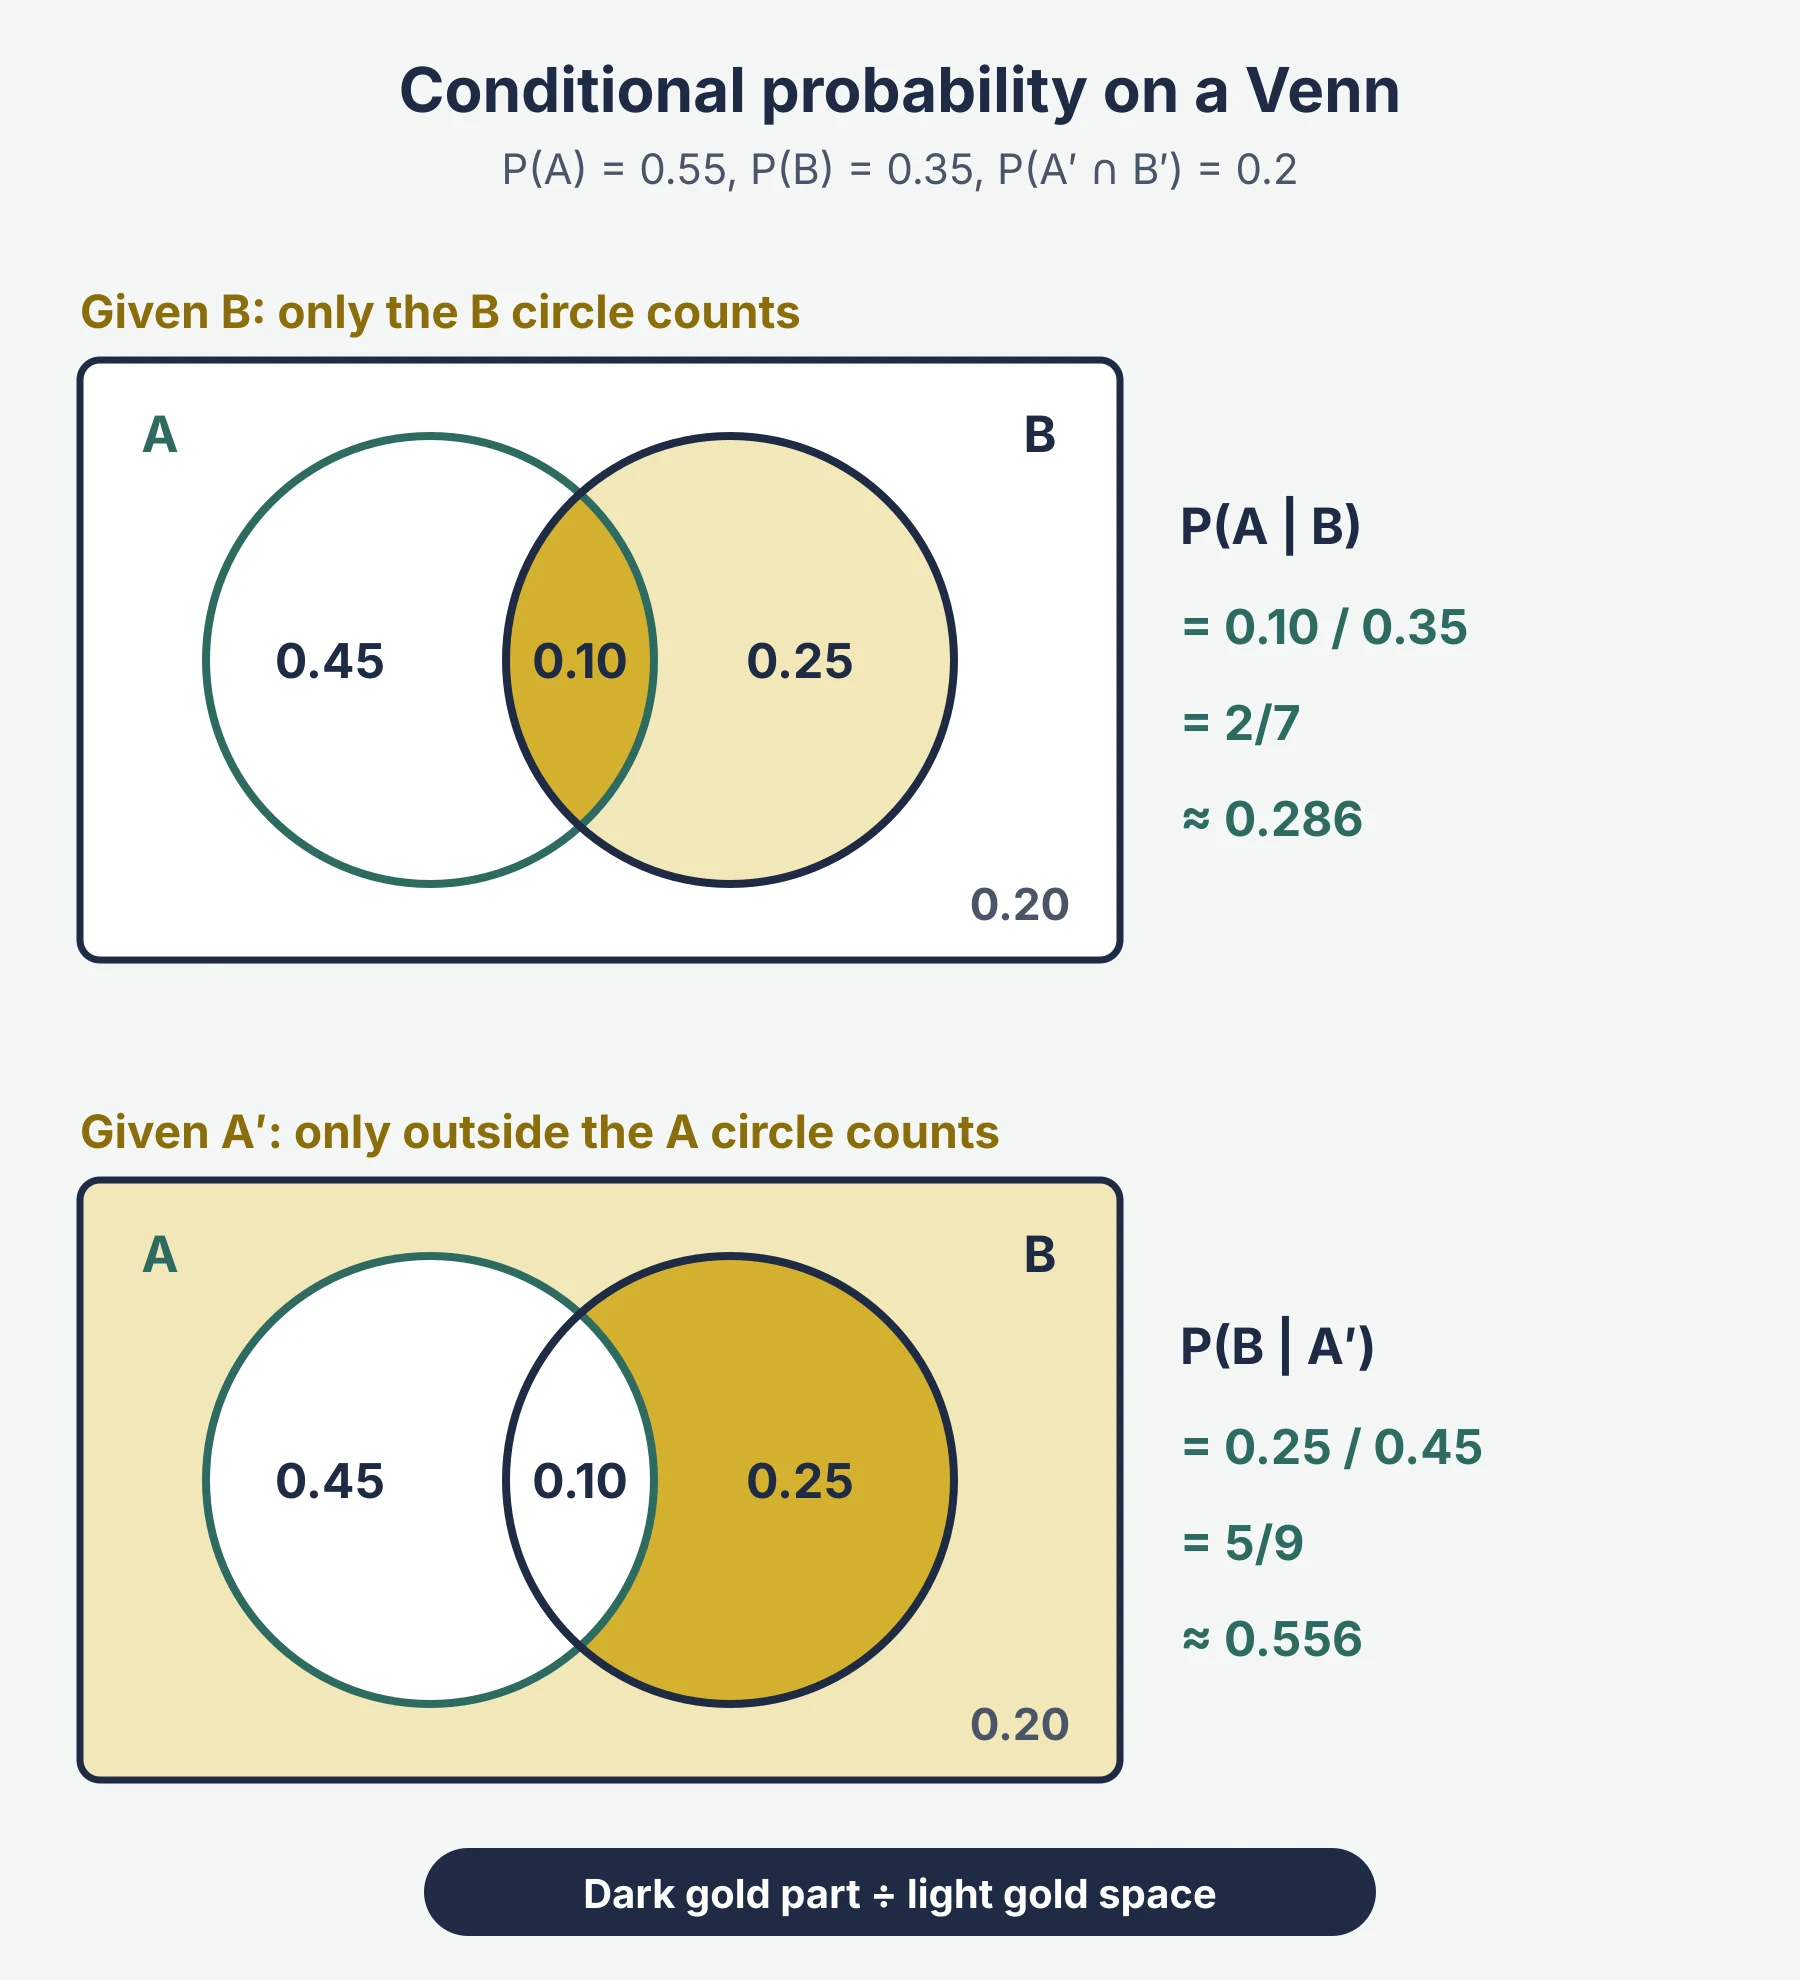 Conditional probability on a Venn
P(A) = 0.55, P(B) = 0.35, P(A′ ∩ B′) = 0.2
Given B: only the B circle counts
A
B
0.45
0.10
0.25
0.20
P(A | B)
= 0.10 / 0.35
= 2/7
≈ 0.286
Given A′: only outside the A circle counts
A
B
0.45
0.10
0.25
0.20
P(B | A′)
= 0.25 / 0.45
= 5/9
≈ 0.556
Dark gold part ÷ light gold space